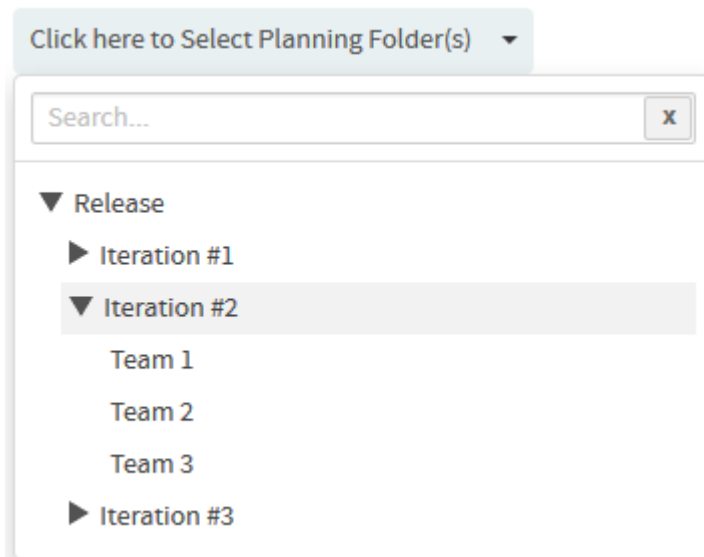 Click here to Select Planning Folder(s)
Search...
x
Release
Iteration #1
Iteration #2
Team 1
Team 2
Team 3
Iteration #3